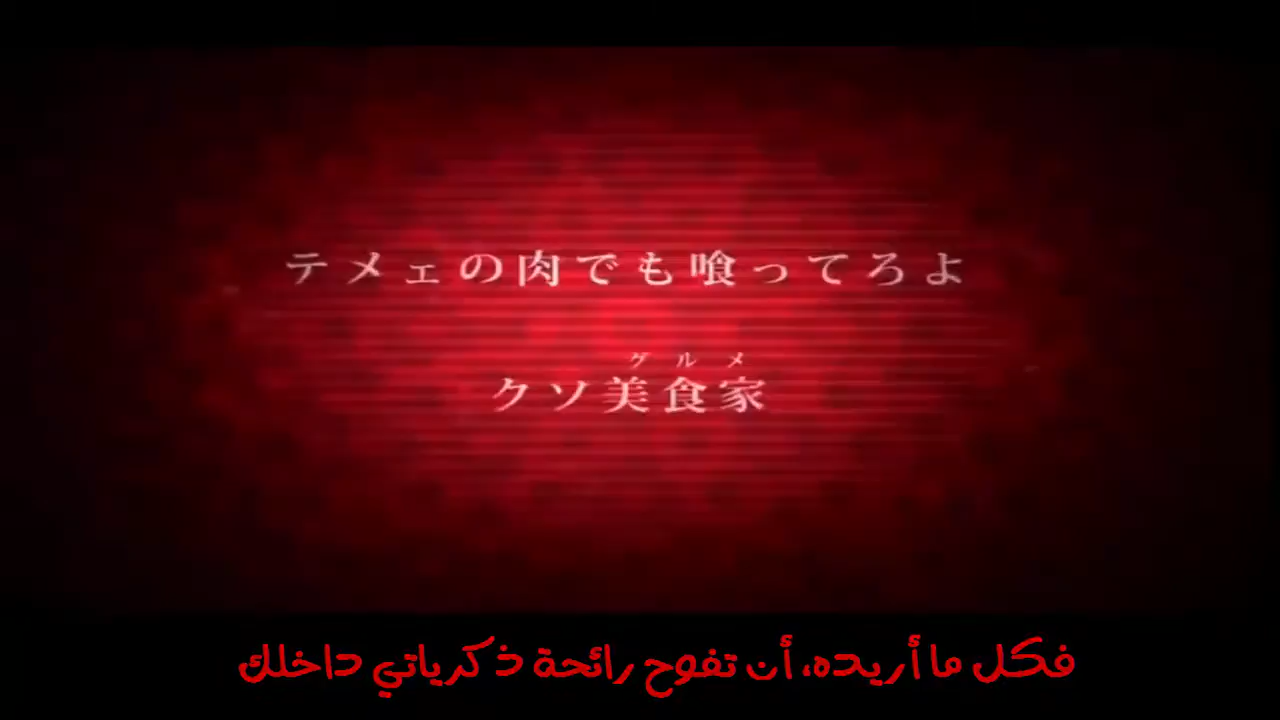 テメェの肉でも喰ってろよ
グルメ
クソ美食家
فكل ما أريده، أن تفوح رائحة ذكرياتي داخلك